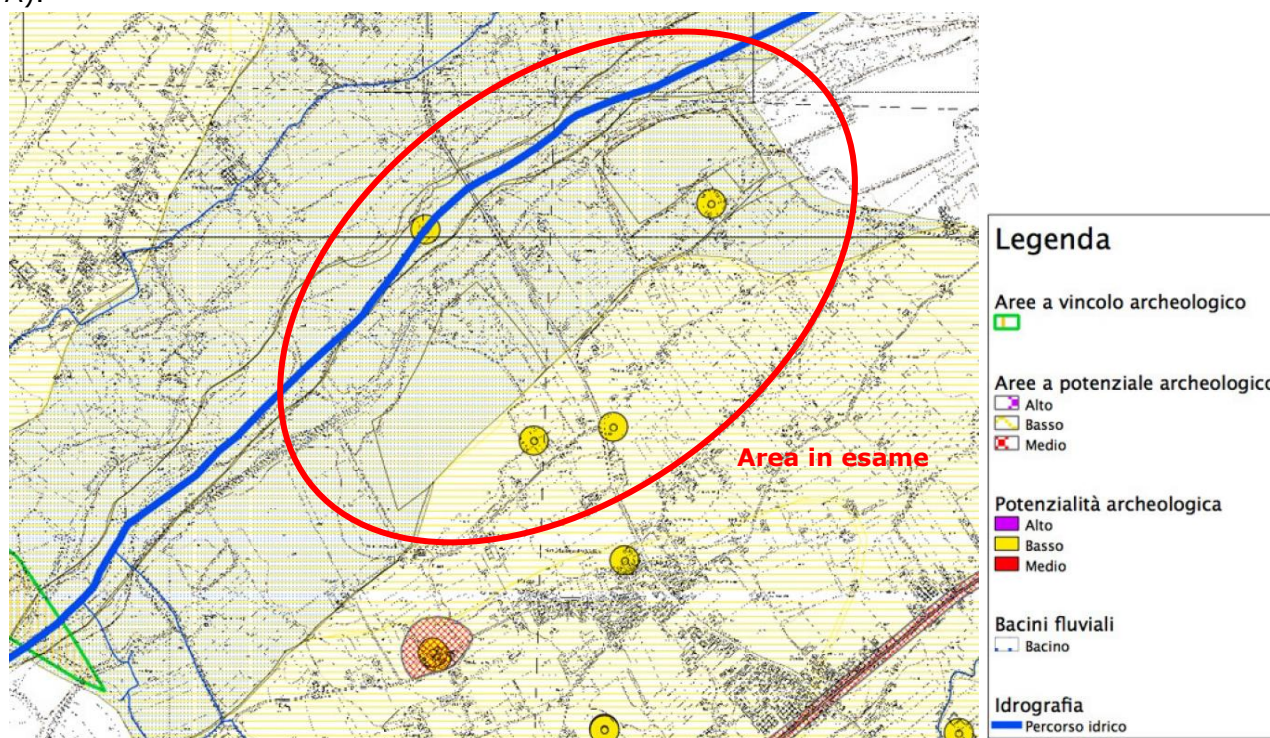 A).
Area in esame
Legenda
Aree a vincolo archeologico
Aree a potenziale archeologico
Alto
Basso
Medio
Potenzialità archeologica
Alto
Basso
Medio
Bacini fluviali
Bacino
Idrografia
Percorso idrico